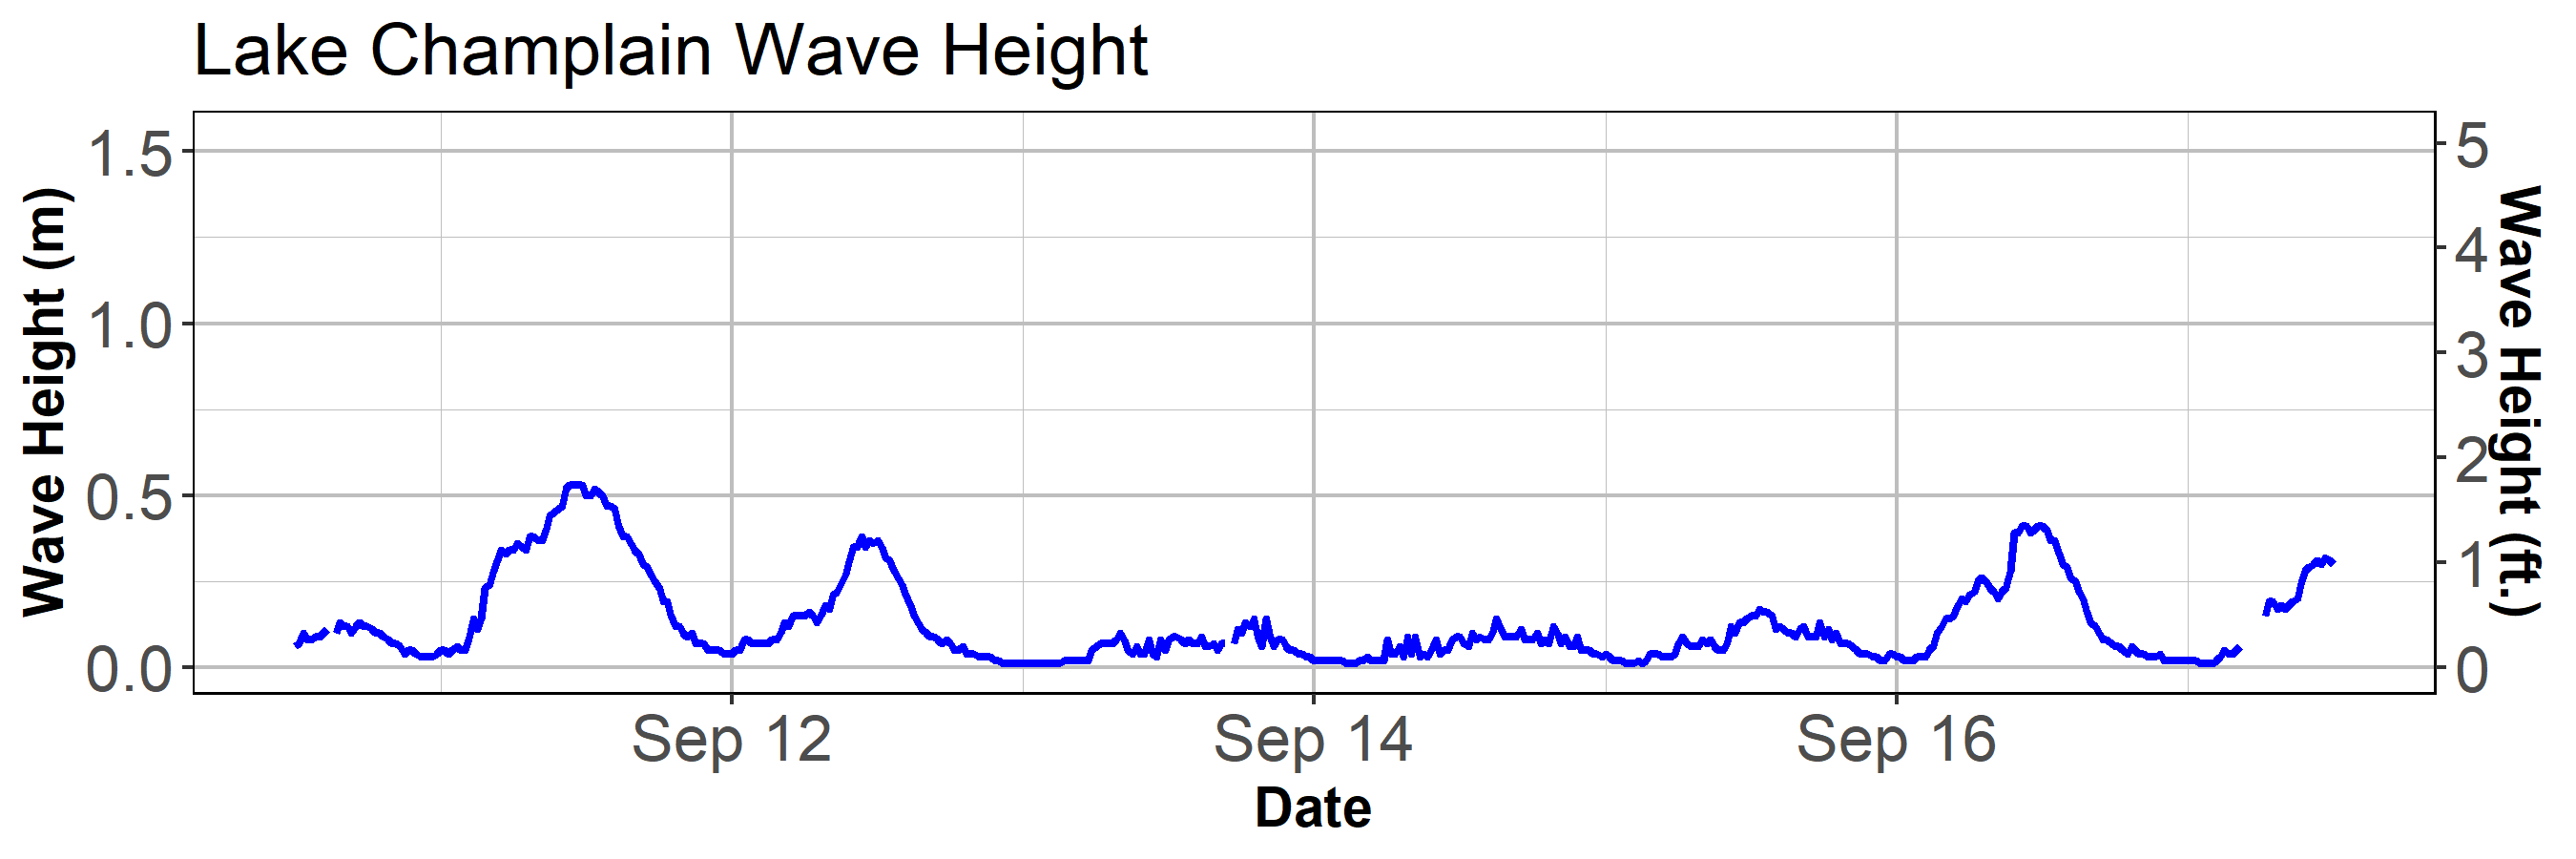 Lake Champlain Wave Height
Wave Height (m)
1.5
1.0
0.5
0.0
5
4
3
2
1
0
Wave Height (ft.)
Sep 12
Sep 14
Sep 16
Date